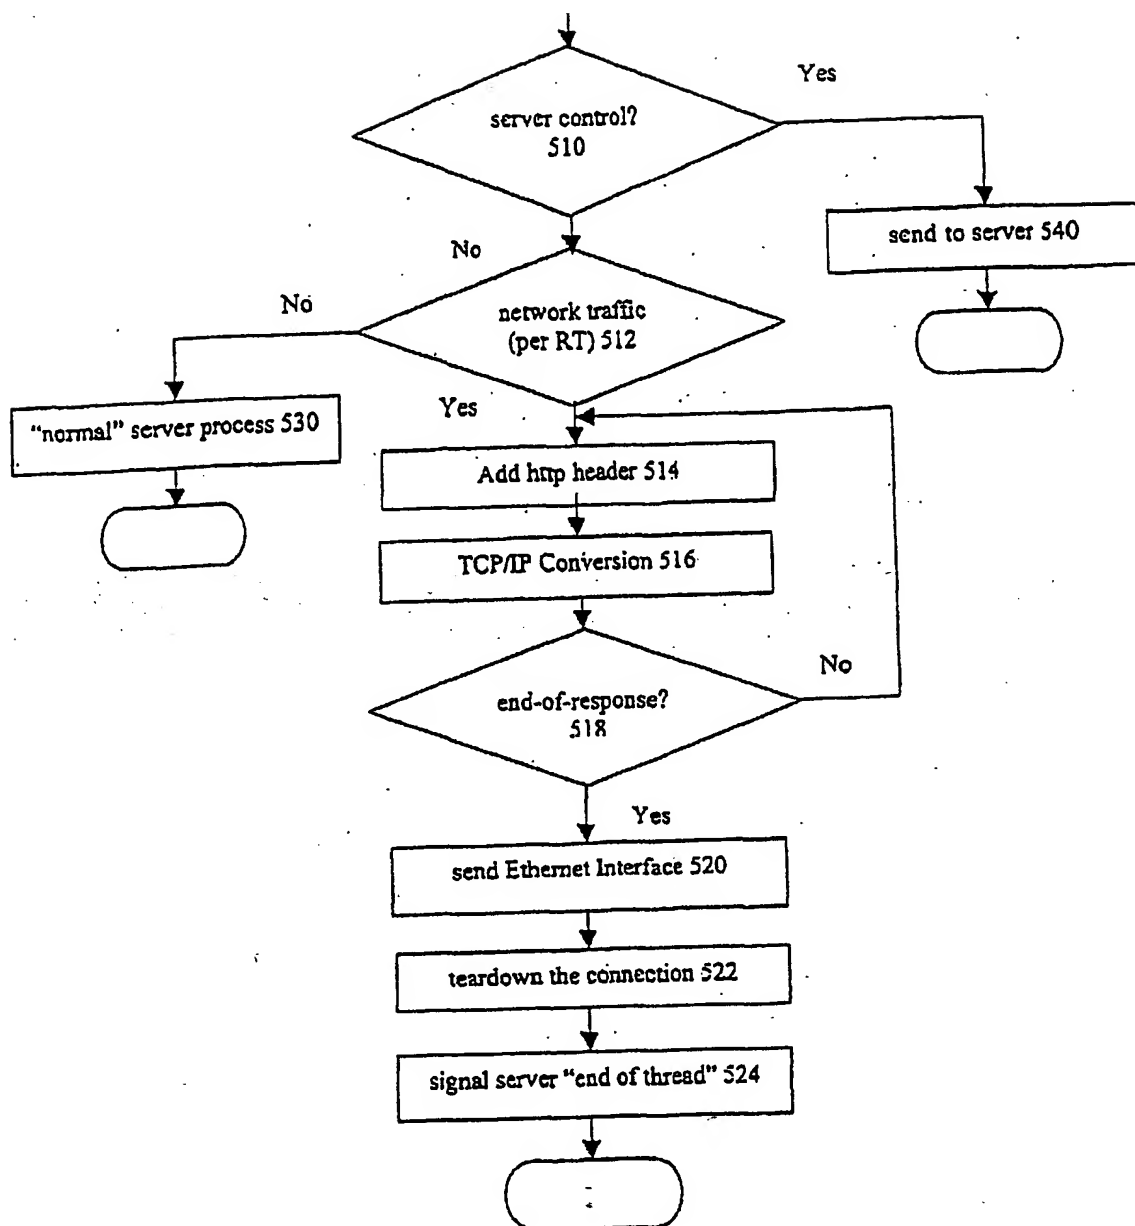 Yes
server control?
510
send to server 540
No
No
network traffic
(per RT) 512
"normal" server process 530
Yes
Add http header 514
TCP/IP Conversion 516
No
end-of-response?
518
Yes
send Ethernet Interface 520
teardown the connection 522
signal server "end of thread" 524